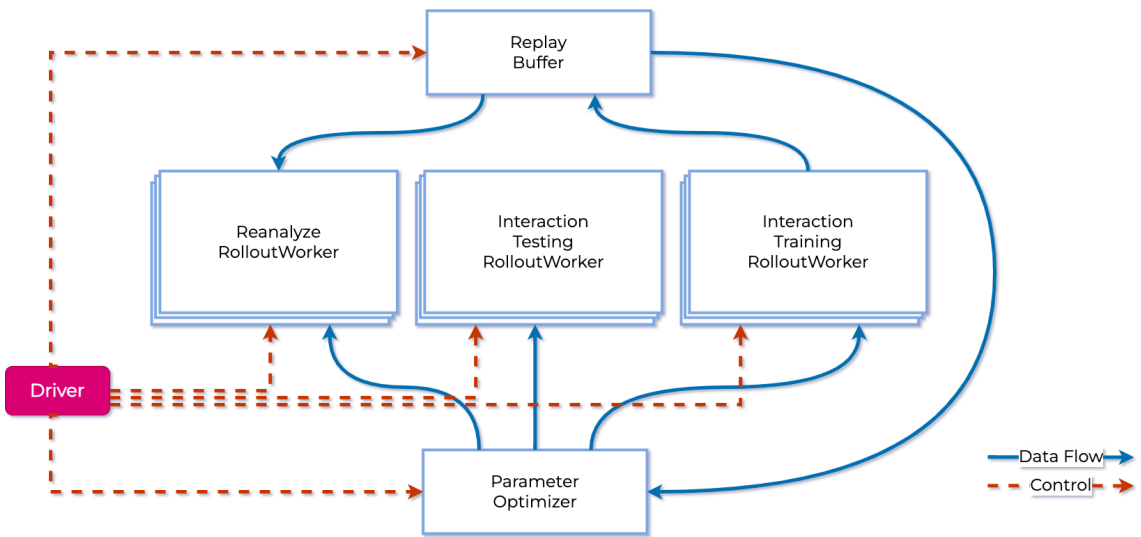 Replay
Buffer
Reanalyze
RolloutWorker
Interaction
Testing
RolloutWorker
Interaction
Training
RolloutWorker
Driver
Parameter
Optimizer
Data Flow
Control